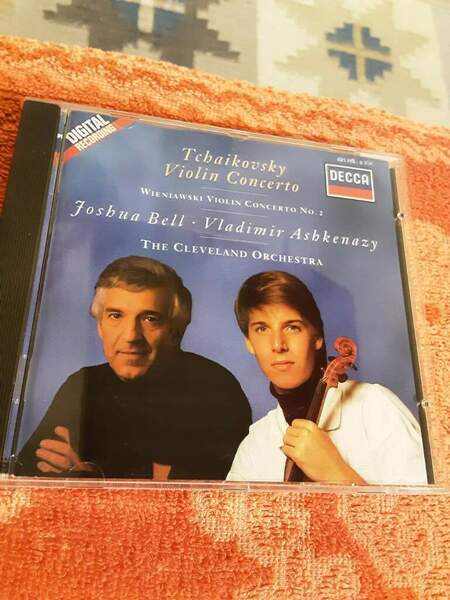 DIGITAL
RECORDING
Tchaikovsky
Violin Concerto
DECCA
Wieniawski Violin Concerto No. 2
Joshua Bell · Vladimir Ashkenazy
The Cleveland Orchestra